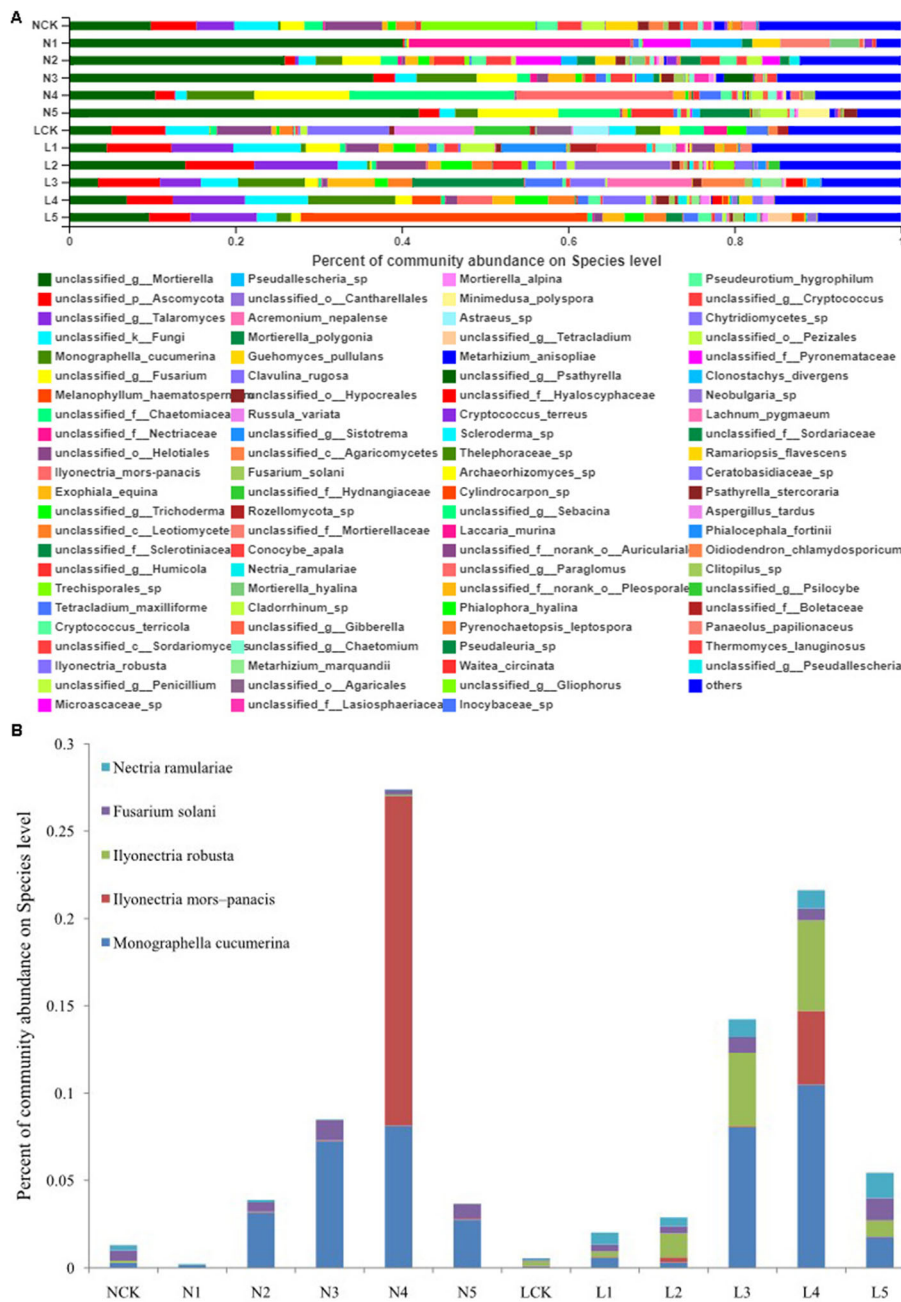 A
NCK
N1
N2
N3
N4
N5
LCK
L1
L2
L3
L4
L5
0 0.2 0.4 0.6 0.8 1
Percent of community abundance on Species level
unclassified_g__Mortierella Pseudallescheria_sp Mortierella_alpina Pseudeurotium_hygrophilum
unclassified_p__Ascomycota unclassified_o__Cantharellales Minimedusa_polyspora unclassified_g__Cryptococcus
unclassified_g__Talaromyces Acremonium_nepalense Astraeus_sp Chytridiomycetes_sp
unclassified_k__Fungi Mortierella_polygonia unclassified_g__Tetracladium unclassified_o__Pezizales
Monographella_cucumerina Guehomyces_pullulans Metarhizium_anisopliae unclassified_f__Pyronemataceae
unclassified_g__Fusarium Clavulina_rugosa unclassified_g__Psathyrella Clonostachys_divergens
Melanophyllum_haematosperm unclassified_o__Hypocreales unclassified_f__Hyaloscyphaceae Neobulgaria_sp
unclassified_f__Chaetomiacea Russula_variata Cryptococcus_terreus Lachnum_pygmaeum
unclassified_f__Nectriaceae unclassified_g__Sistotrema Scleroderma_sp unclassified_f__Sordariaceae
unclassified_o__Helotiales unclassified_c__Agaricomycetes Thelephoraceae_sp Ramariopsis_flavescens
Ilyonectria_mors-panacis Fusarium_solani Archaeorhizomyces_sp Ceratobasidiaceae_sp
Exophiala_equina unclassified_f__Hydnangiaceae Cylindrocarpon_sp Psathyrella_stercoraria
unclassified_g__Trichoderma Rozellomycota_sp unclassified_g__Sebacina Aspergillus_tardus
unclassified_c__Leotiomycete unclassified_f__Mortierellaceae Laccaria_murina Phialocephala_fortinii
unclassified_f__Sclerotiniacea Conocybe_apala unclassified_f__norank_o__Auricularial Oidiodendron_chlamydosporicum
unclassified_g__Humicola Nectria_ramulariae unclassified_g__Paraglomus Clitopilus_sp
Trechisporales_sp Mortierella_hyalina unclassified_f__norank_o__Pleosporale unclassified_g__Psilocybe
Tetracladium_maxilliforme Cladorrhinum_sp Phialophora_hyalina unclassified_f__Boletaceae
Cryptococcus_terricola unclassified_g__Gibberella Pyrenochaetopsis_leptospora Panaeolus_papilionaceus
unclassified_c__Sordariomyces unclassified_g__Chaetomium Pseudaleuria_sp Thermomyces_lanuginosus
Ilyonectria_robusta Metarhizium_marquandii Waitea_circinata unclassified_g__Pseudallescheria
unclassified_g__Penicillium unclassified_o__Agaricales unclassified_g__Gliophorus others
Microascaceae_sp unclassified_f__Lasiosphaeriacea Inocybaceae_sp
B
Percent of community abundance on Species level
0.3
0.25
0.2
0.15
0.1
0.05
0
Nectria ramulariae
Fusarium solani
Ilyonectria robusta
Ilyonectria mors–panacis
Monographella cucumerina
NCK N1 N2 N3 N4 N5 LCK L1 L2 L3 L4 L5